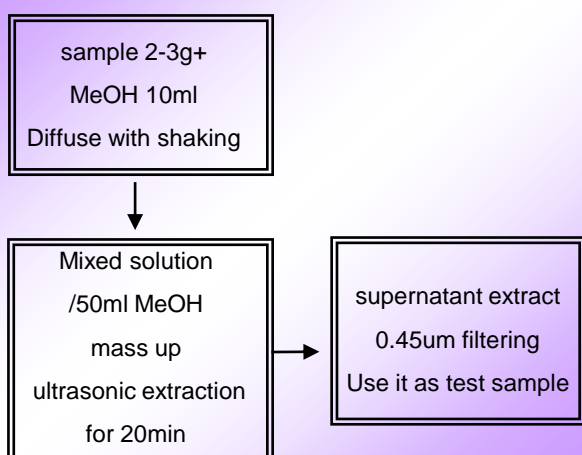 sample 2-3g+
MeOH 10ml
Diffuse with shaking
Mixed solution
/50ml MeOH
mass up
ultrasonic extraction
for 20min
supernatant extract
0.45um filtering
Use it as test sample